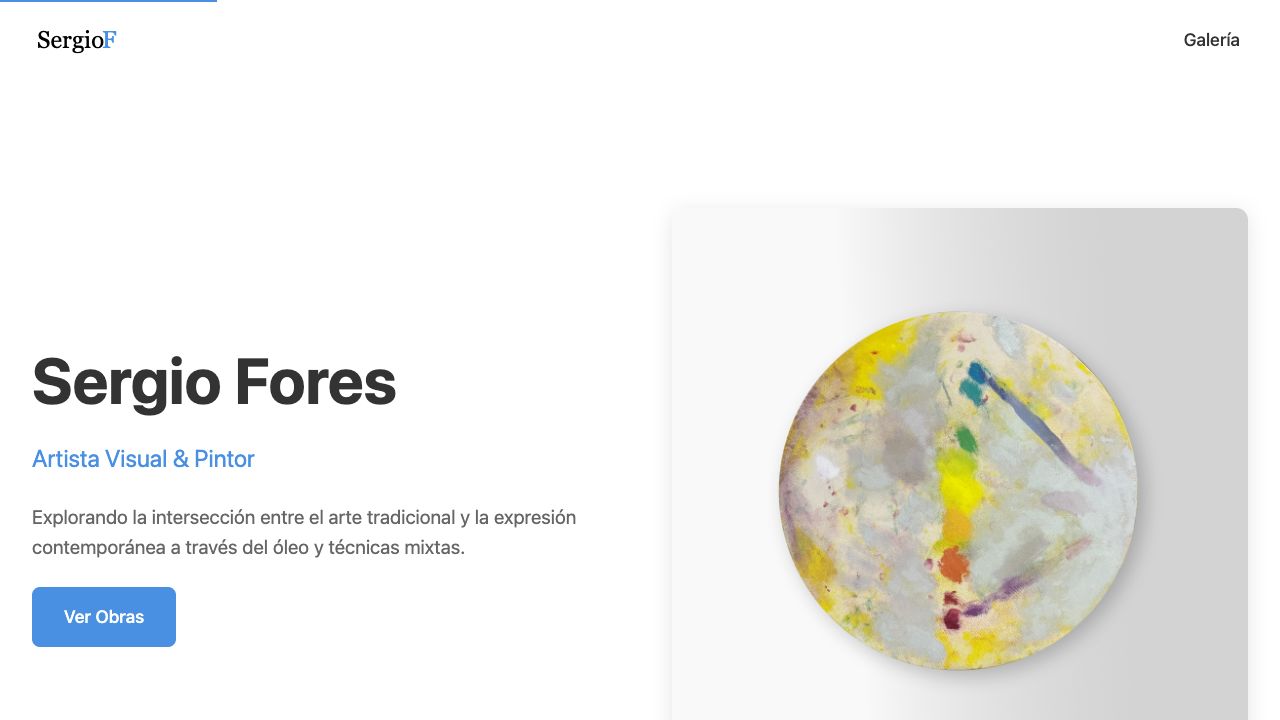 SergioF
Galería
Sergio Fores
Artista Visual & Pintor
Explorando la intersección entre el arte tradicional y la expresión
contemporánea a través del óleo y técnicas mixtas.
Ver Obras